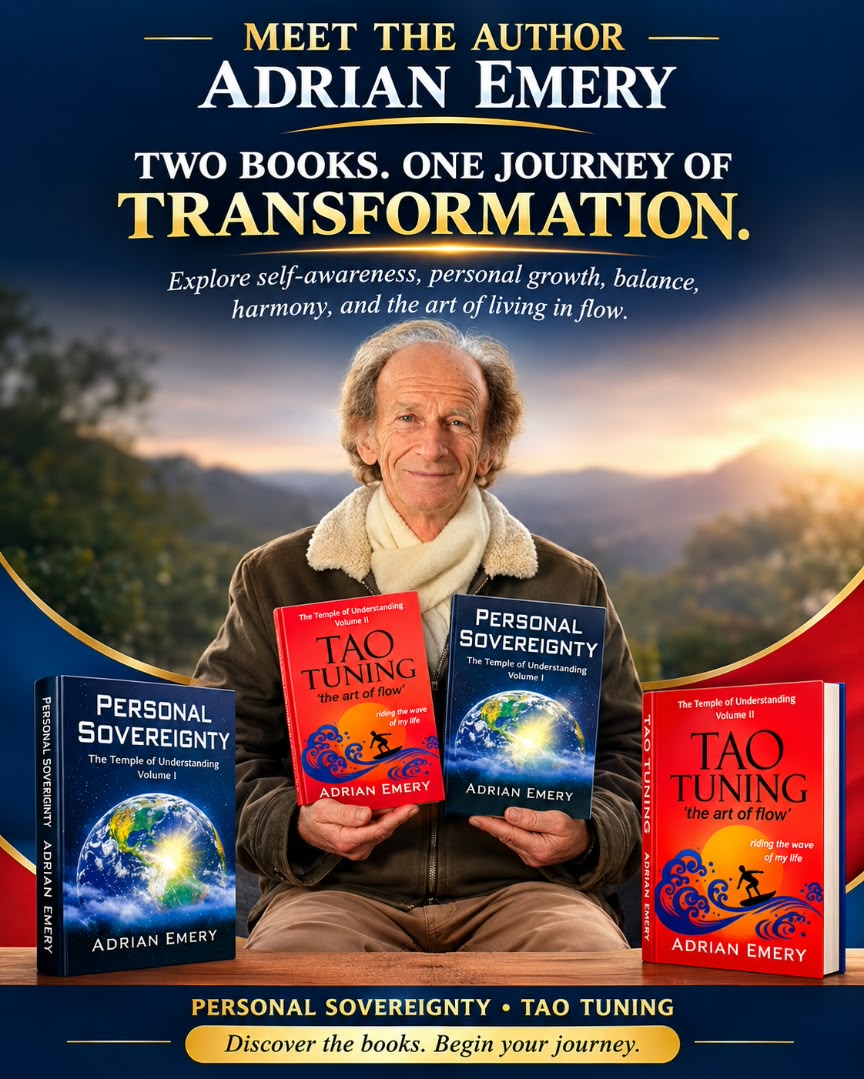 MEET THE AUTHOR
ADRIAN EMERY
TWO BOOKS. ONE JOURNEY OF
TRANSFORMATION.
Explore self-awareness, personal growth, balance,
harmony, and the art of living in flow.
The Temple of Understanding
Volume II
TAO
TUNING
'the art of flow'
riding the wave
of my life
ADRIAN EMERY
PERSONAL
SOVEREIGNTY
The Temple of Understanding
Volume I
ADRIAN EMERY
PERSONAL SOVEREIGNTY ADRIAN EMERY
PERSONAL
SOVEREIGNTY
The Temple of Understanding
Volume I
ADRIAN EMERY
TAO TUNING ADRIAN EMERY
The Temple of Understanding
Volume II
TAO
TUNING
'the art of flow'
riding the wave
of my life
ADRIAN EMERY
PERSONAL SOVEREIGNTY • TAO TUNING
Discover the books. Begin your journey.